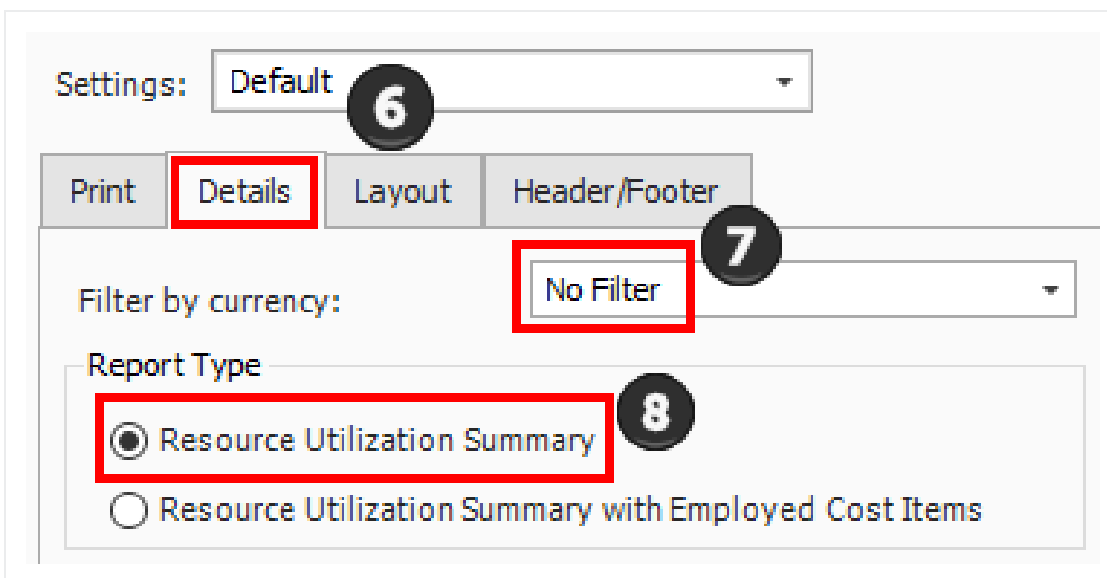 Settings: Default
6
Print Details Layout Header/Footer
7
Filter by currency: No Filter
Report Type
8
Resource Utilization Summary
Resource Utilization Summary with Employed Cost Items